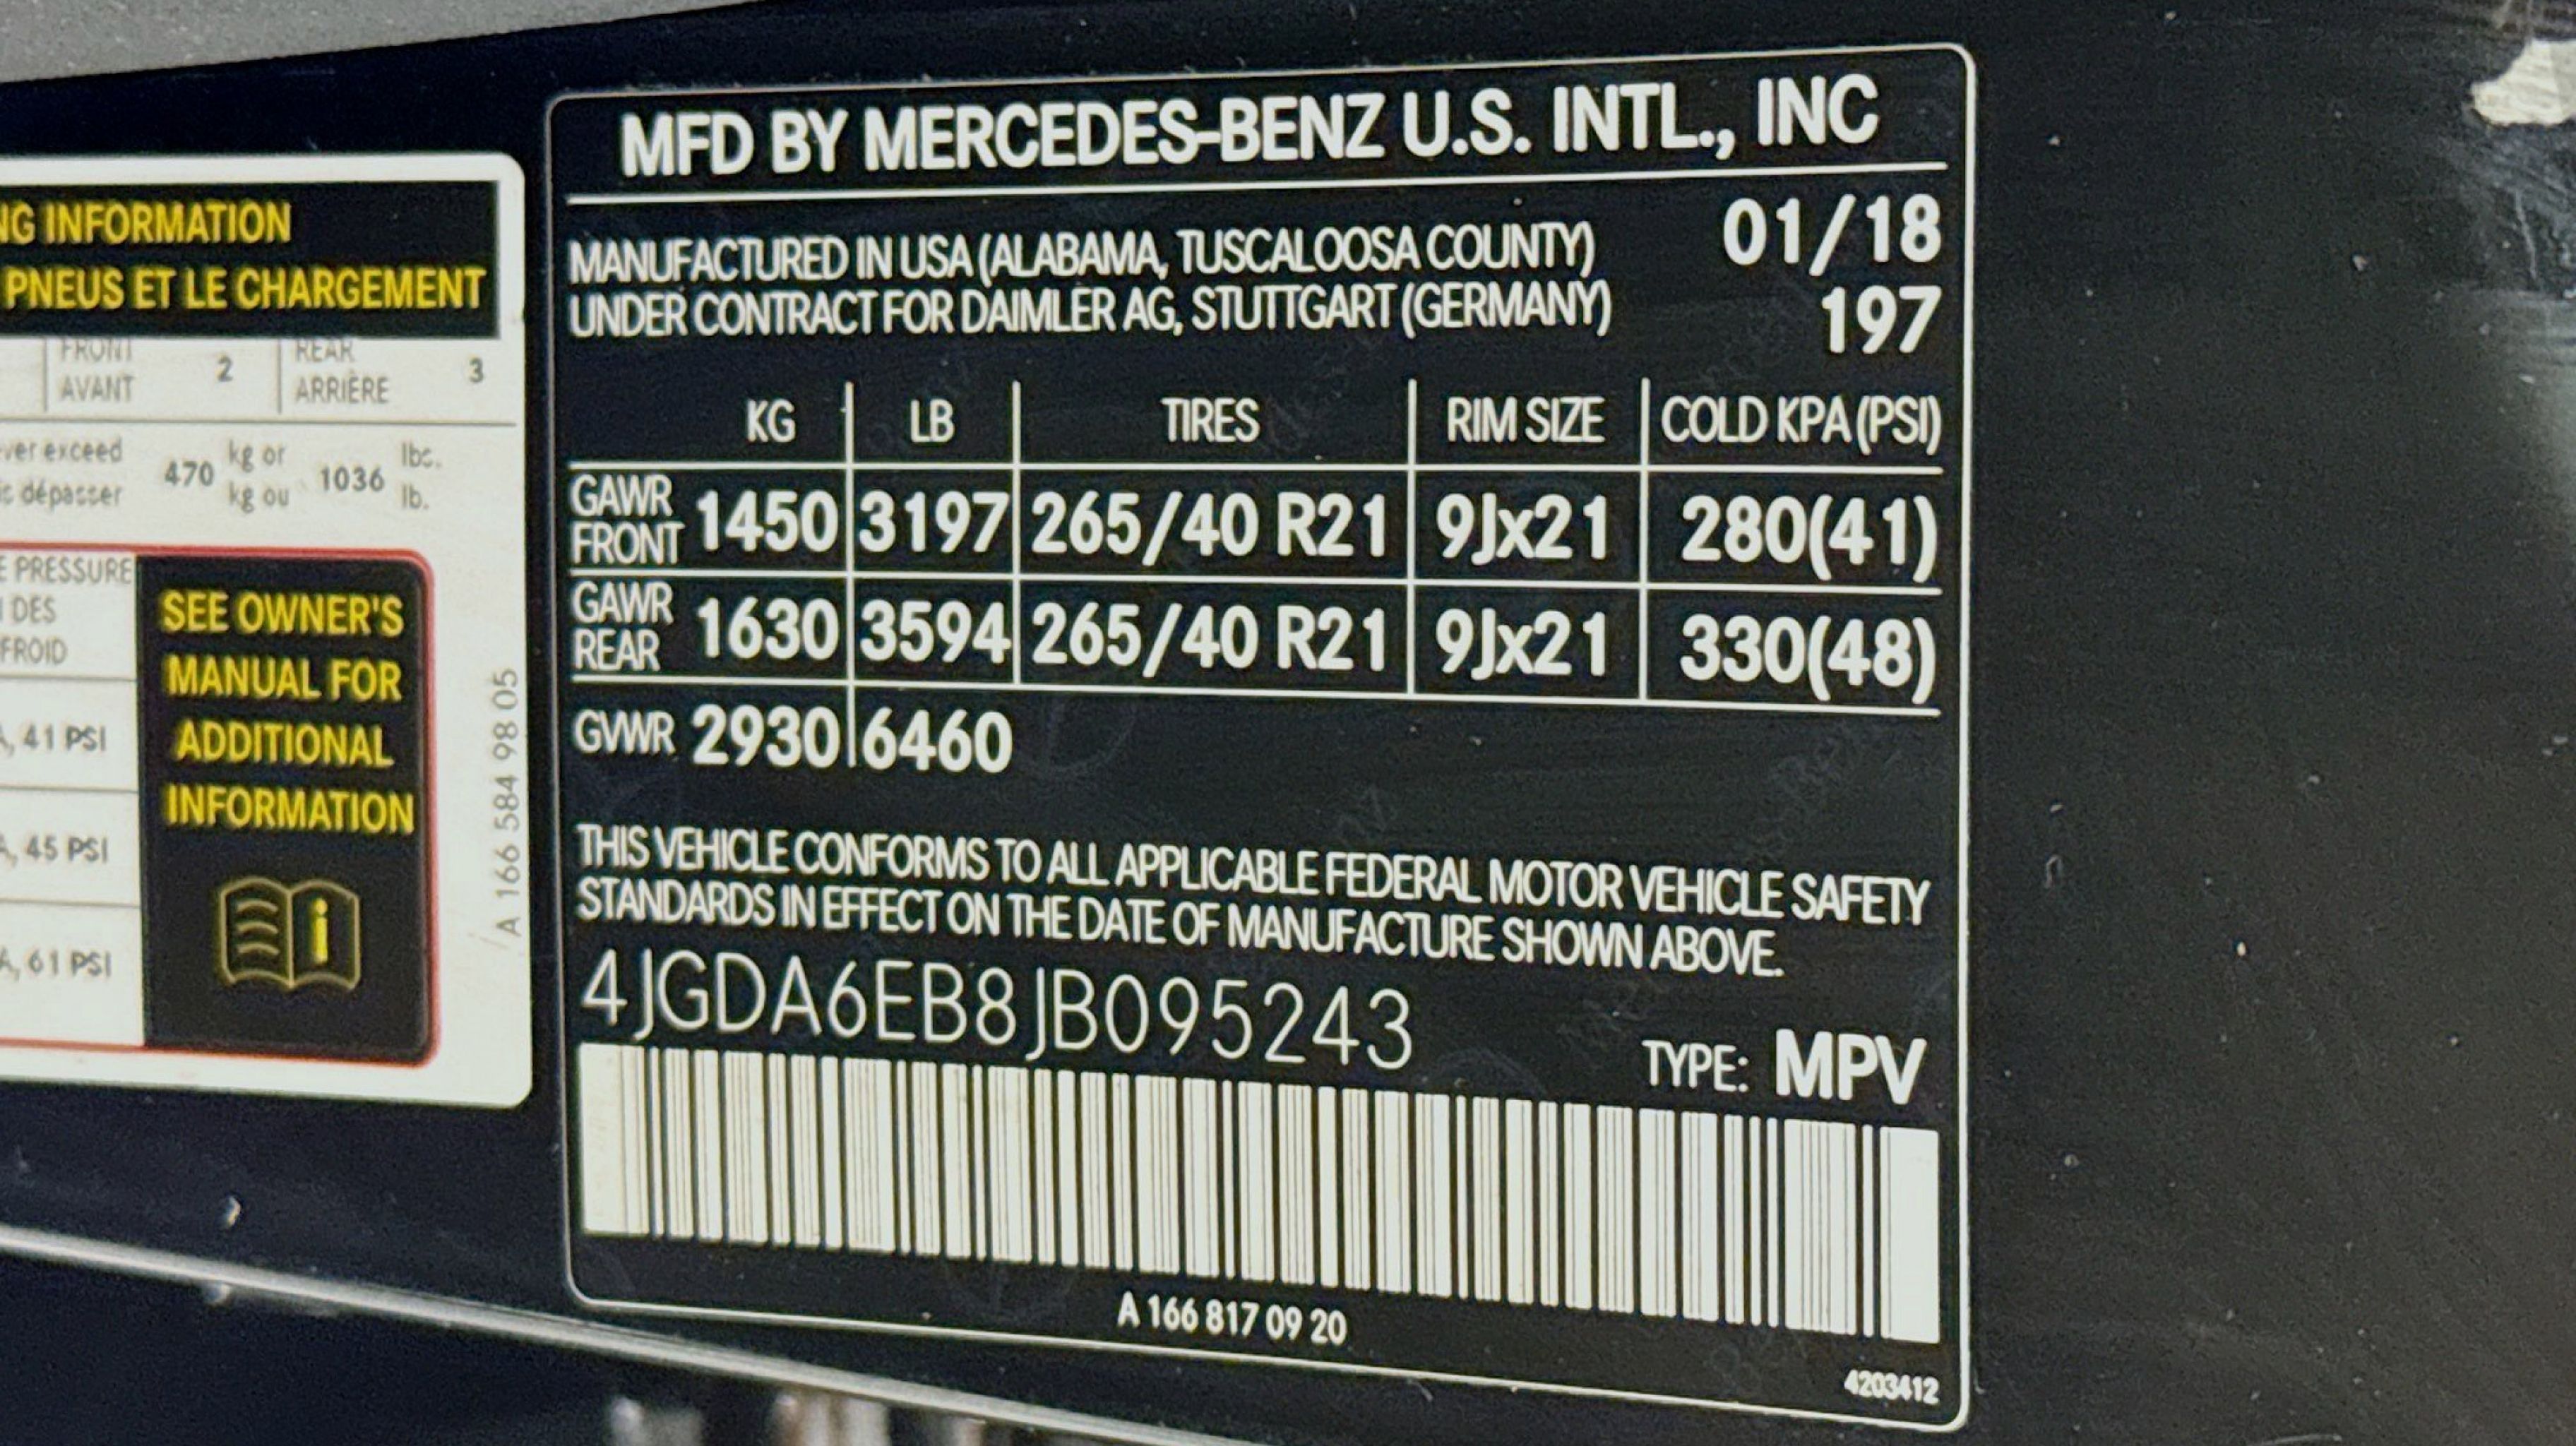 NG INFORMATION
PNEUS ET LE CHARGEMENT
FRONT
AVANT 2
REAR
ARRIÈRE 3
ver exceed
dépasser
470 kg or
kg ou 1036 lbs.
lb.
E PRESSURE
DES
FROID
, 41 PSI
, 45 PSI
, 61 PSI
SEE OWNER'S
MANUAL FOR
ADDITIONAL
INFORMATION
i
A 166 584 98 05
MFD BY MERCEDES-BENZ U.S. INTL., INC
MANUFACTURED IN USA (ALABAMA, TUSCALOOSA COUNTY) 01/18
UNDER CONTRACT FOR DAIMLER AG, STUTTGART (GERMANY) 197
KG LB TIRES RIM SIZE COLD KPA (PSI)
GAWR
FRONT 1450 3197 265/40 R21 9Jx21 280(41)
GAWR
REAR 1630 3594 265/40 R21 9Jx21 330(48)
GVWR 2930 6460
THIS VEHICLE CONFORMS TO ALL APPLICABLE FEDERAL MOTOR VEHICLE SAFETY
STANDARDS IN EFFECT ON THE DATE OF MANUFACTURE SHOWN ABOVE.
4JGDA6EB8JB095243
TYPE: MPV
A 166 817 09 20
4203412